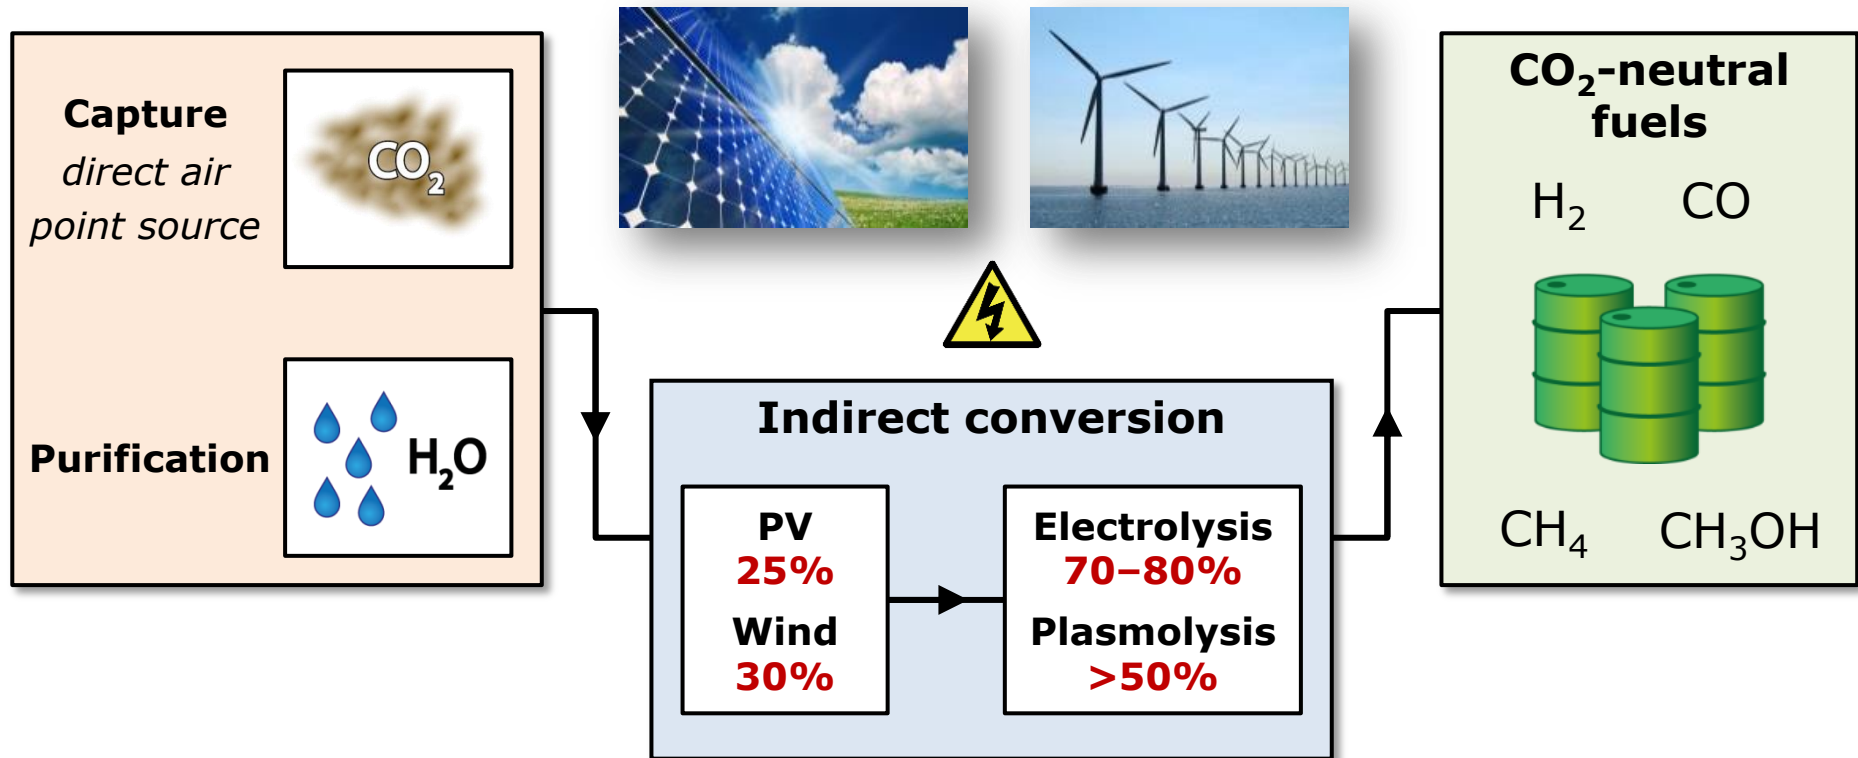 Capture
direct air
point source
CO₂
Purification
H₂O
Indirect conversion
PV
25%
Wind
30%
Electrolysis
70–80%
Plasmolysis
>50%
CO₂-neutral
fuels
H₂ CO
CH₄ CH₃OH